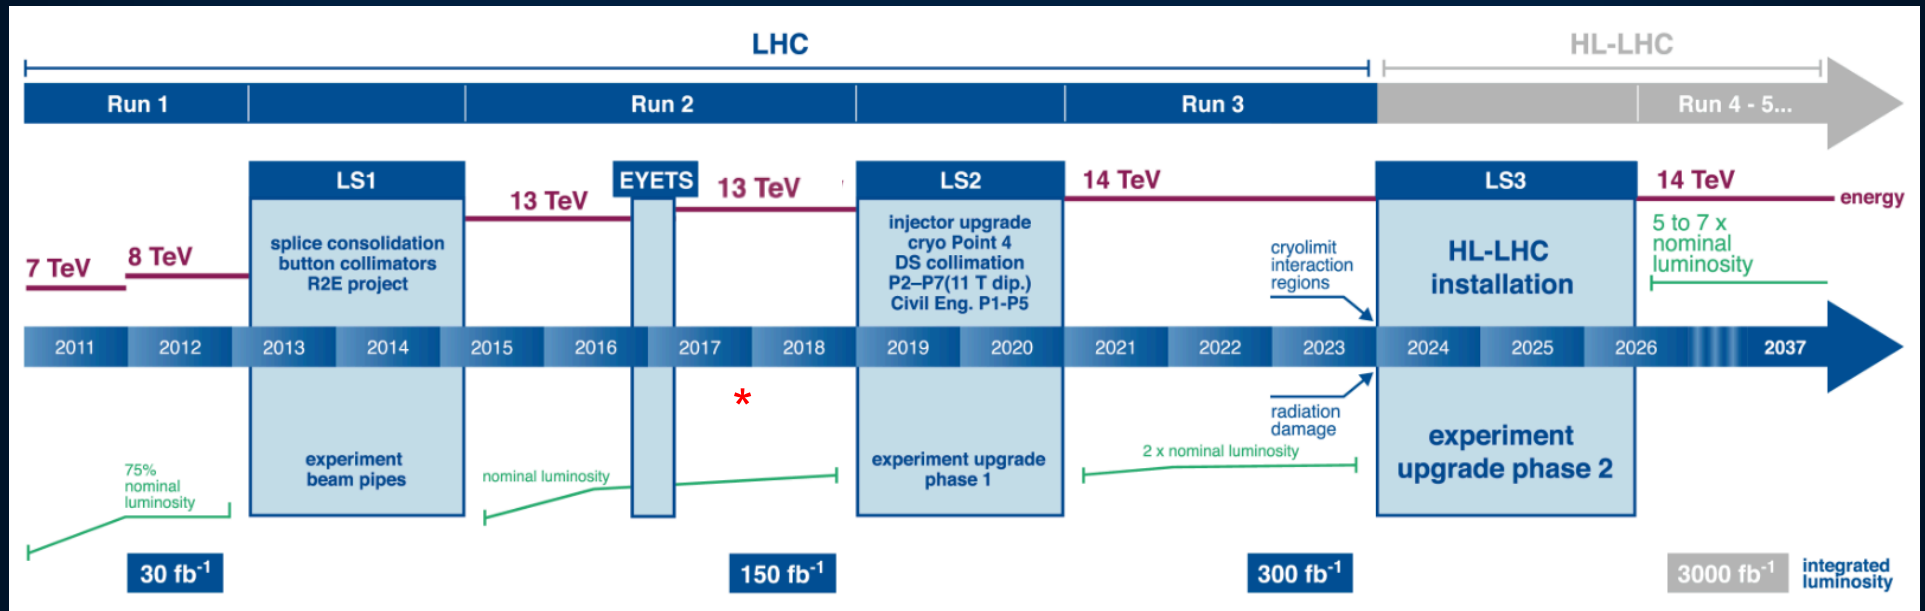 LHC
HL-LHC
Run 1
Run 2
Run 3
Run 4 - 5...
LS1
EYETS
LS2
LS3
13 TeV
13 TeV
14 TeV
14 TeV
energy
7 TeV
8 TeV
splice consolidation
button collimators
R2E project
injector upgrade
cryo Point 4
DS collimation
P2–P7(11 T dip.)
Civil Eng. P1-P5
cryolimit
interaction
regions
HL-LHC
installation
5 to 7 x
nominal
luminosity
2011
2012
2013
2014
2015
2016
2017
2018
2019
2020
2021
2022
2023
2024
2025
2026
2037
*
radiation
damage
75%
nominal
luminosity
experiment
beam pipes
nominal luminosity
experiment upgrade
phase 1
2 x nominal luminosity
experiment
upgrade phase 2
30 fb⁻¹
150 fb⁻¹
300 fb⁻¹
3000 fb⁻¹
integrated
luminosity